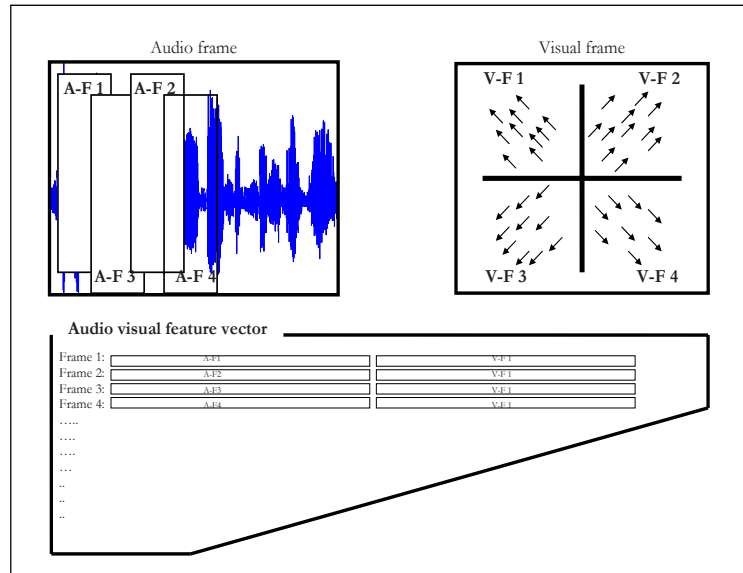 Audio frame
Visual frame
A-F 1
A-F 2
A-F 3
A-F 4
V-F 1
V-F 2
V-F 3
V-F 4
Audio visual feature vector
Frame 1: A-F1 V-F 1
Frame 2: A-F2 V-F 1
Frame 3: A-F3 V-F 1
Frame 4: A-F4 V-F 1
…..
….
….
…
..
..
..